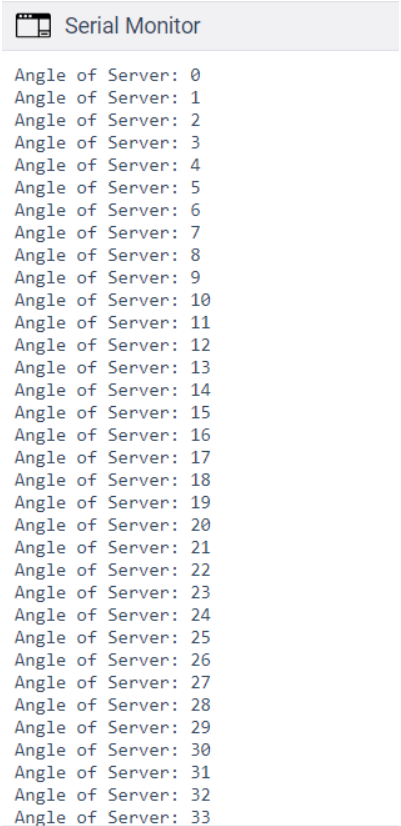 Serial Monitor
Angle of Server: 0
Angle of Server: 1
Angle of Server: 2
Angle of Server: 3
Angle of Server: 4
Angle of Server: 5
Angle of Server: 6
Angle of Server: 7
Angle of Server: 8
Angle of Server: 9
Angle of Server: 10
Angle of Server: 11
Angle of Server: 12
Angle of Server: 13
Angle of Server: 14
Angle of Server: 15
Angle of Server: 16
Angle of Server: 17
Angle of Server: 18
Angle of Server: 19
Angle of Server: 20
Angle of Server: 21
Angle of Server: 22
Angle of Server: 23
Angle of Server: 24
Angle of Server: 25
Angle of Server: 26
Angle of Server: 27
Angle of Server: 28
Angle of Server: 29
Angle of Server: 30
Angle of Server: 31
Angle of Server: 32
Angle of Server: 33